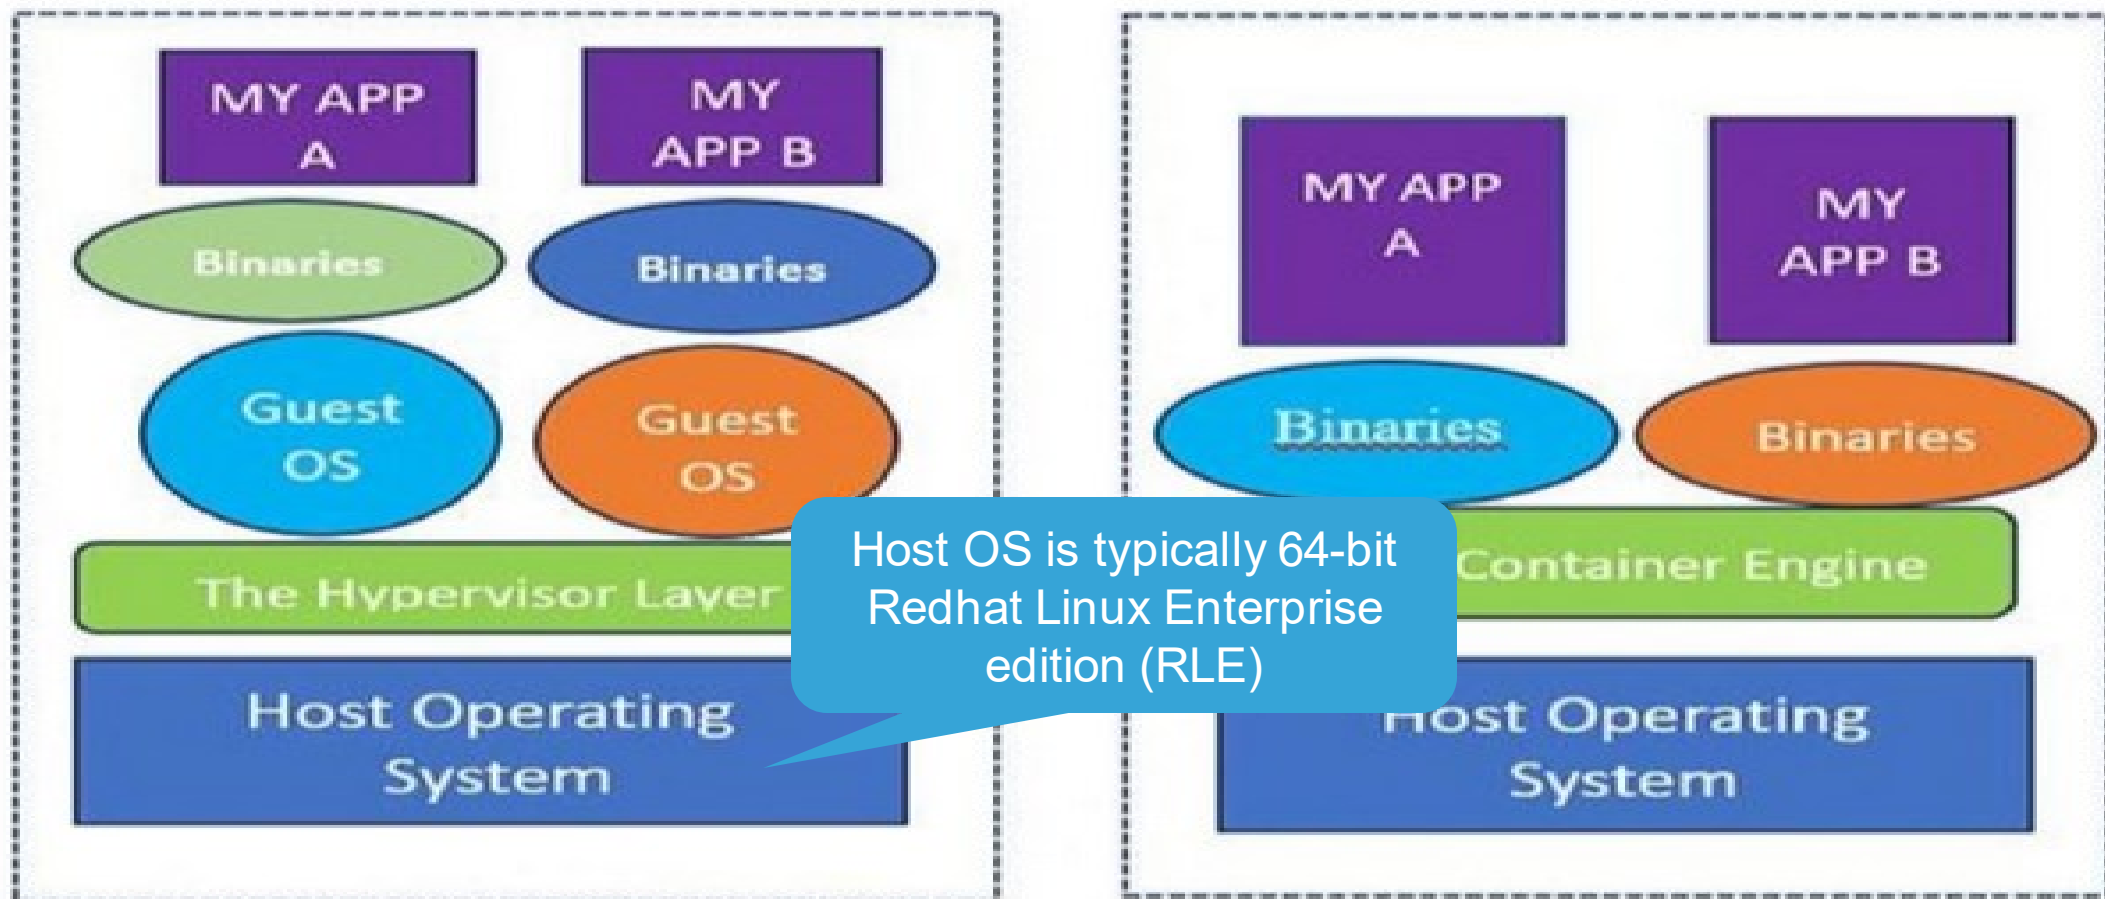 MY APP
A
MY
APP B
Binaries
Binaries
Guest
OS
Guest
OS
The Hypervisor Layer
Host Operating
System
Host OS is typically 64-bit
Redhat Linux Enterprise
edition (RLE)
MY APP
A
MY
APP B
Binaries
Binaries
Container Engine
Host Operating
System